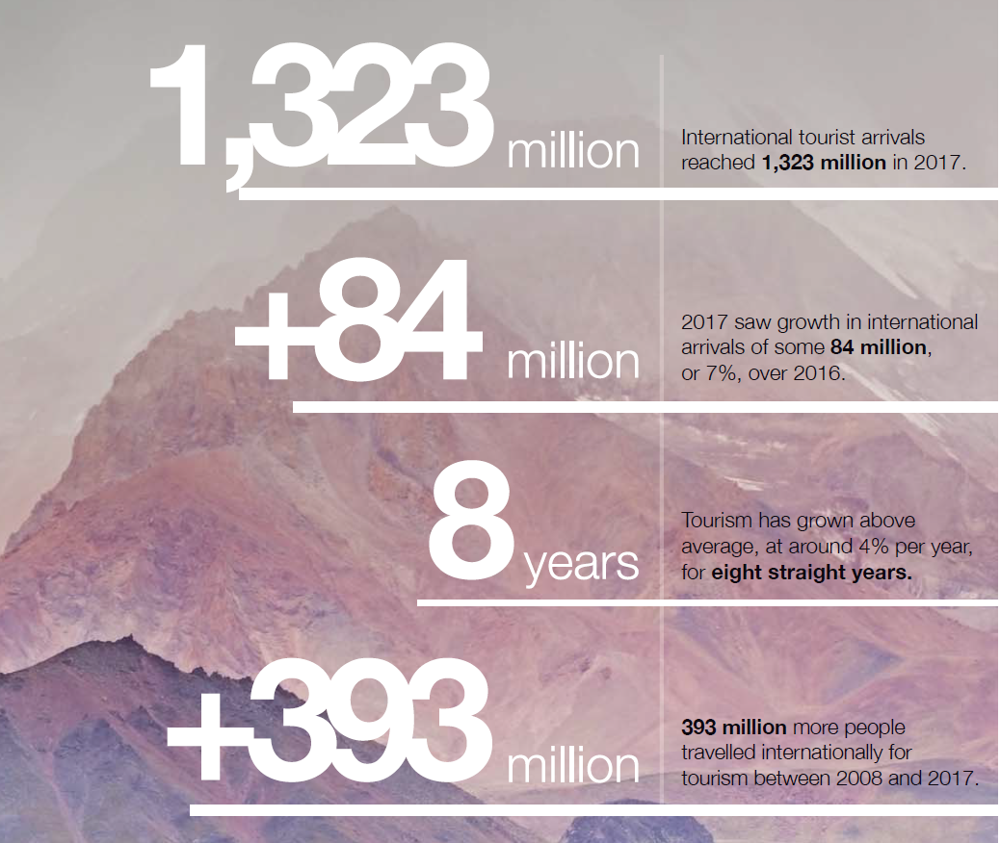 1,323 million
International tourist arrivals
reached 1,323 million in 2017.
+84 million
2017 saw growth in international
arrivals of some 84 million,
or 7%, over 2016.
8 years
Tourism has grown above
average, at around 4% per year,
for eight straight years.
+393 million
393 million more people
travelled internationally for
tourism between 2008 and 2017.